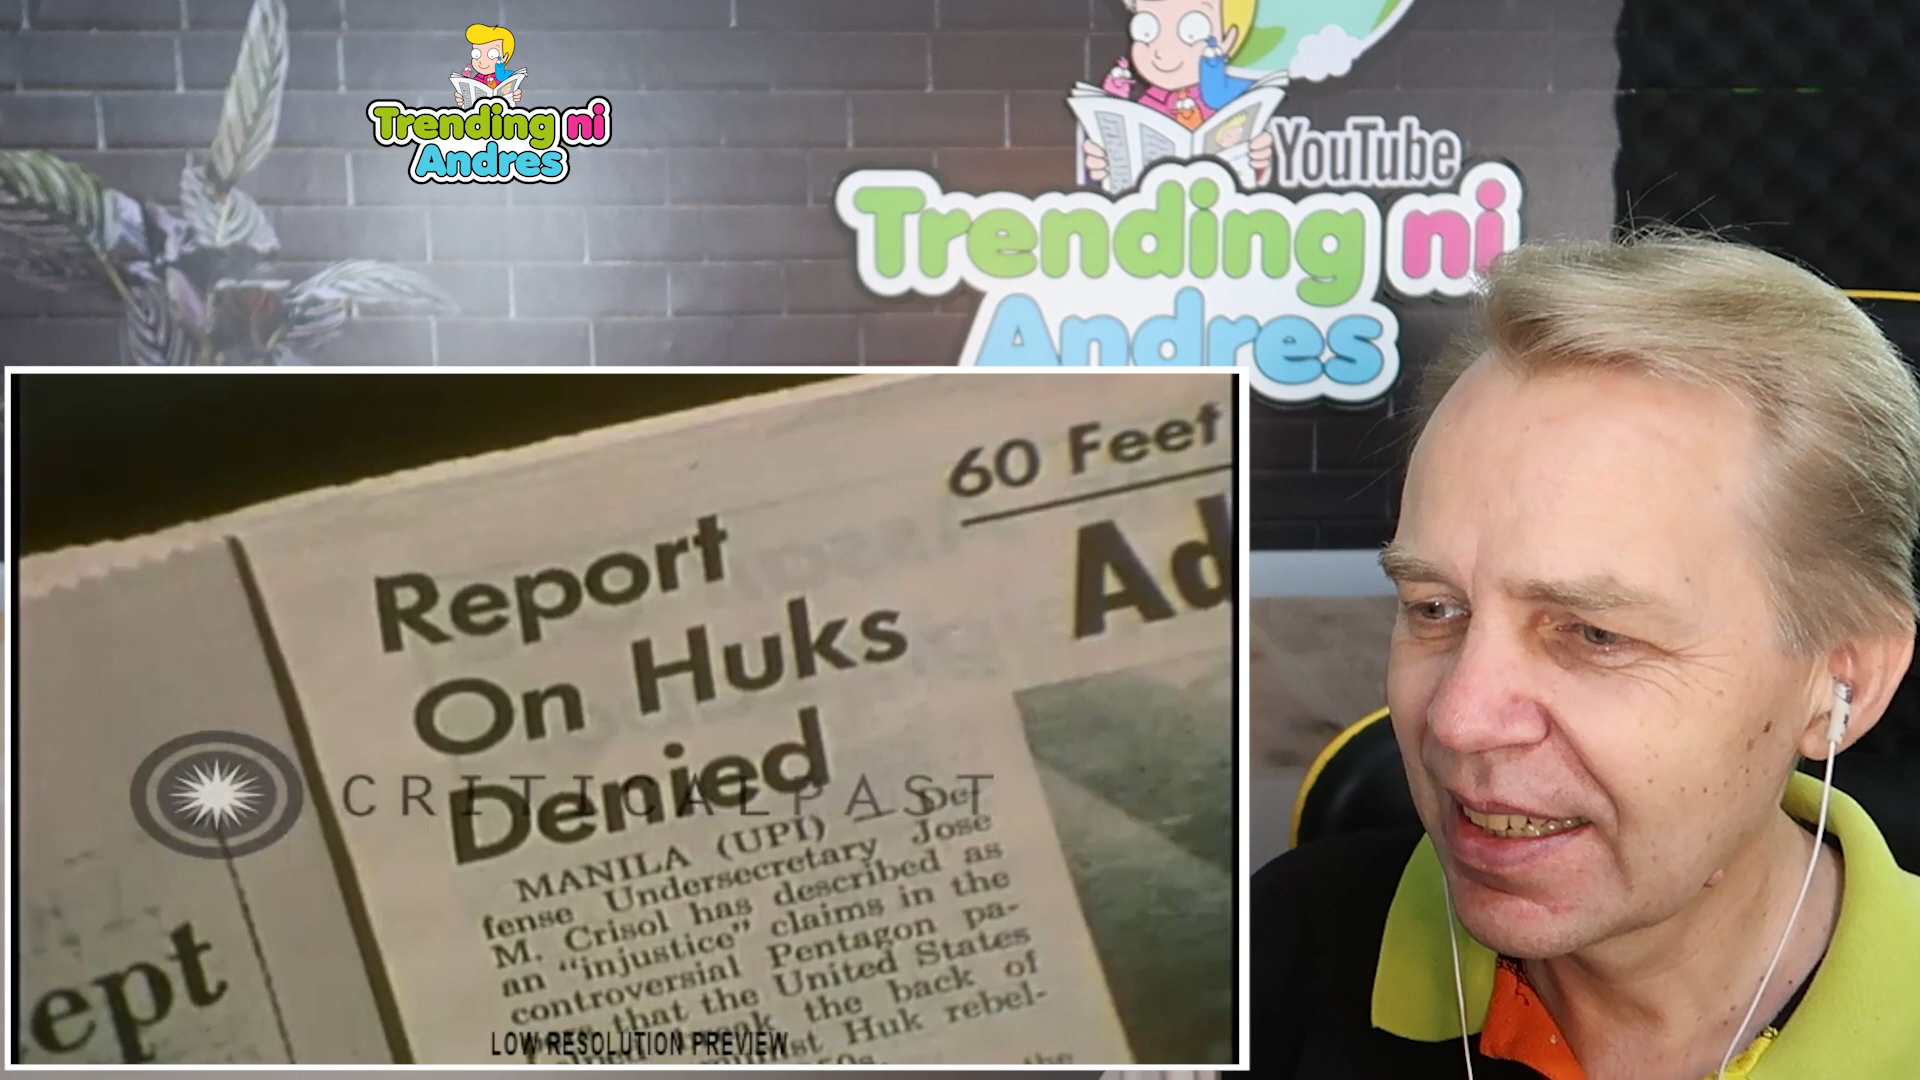 Trending ni
Andres
YouTube
Trending ni
Andres
60 Feet
Ad
Report
On Huks
Denied
CRITICALPAST
MANILA (UPI) — De-
fense Undersecretary Jose
M. Crisol has described as
an “injustice” claims in the
controversial Pentagon pa-
that the United States
the back of
Huk rebel-
the
ept
LOW RESOLUTION PREVIEW